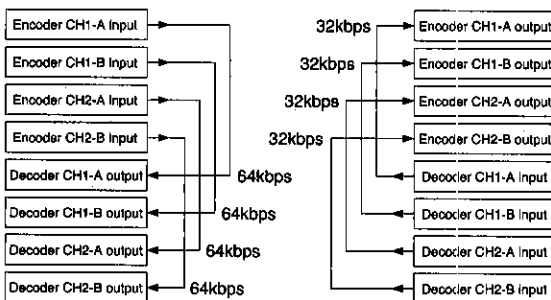 Encoder CH1-A input
Encoder CH1-B Input
Encoder CH2-A Input
Encoder CH2-B Input
Decoder CH1-A output
64kbps
Decoder CH1-B output
64kbps
Decoder CH2-A output
64kbps
Decoder CH2-B output
64kbps
32kbps
Encoder CH1-A output
32kbps
Encoder CH1-B output
32kbps
Encoder CH2-A output
32kbps
Encoder CH2-B output
Decoder CH1-A Input
Decoder CH1-B Input
Decoder CH2-A Input
Decoder CH2-B Input